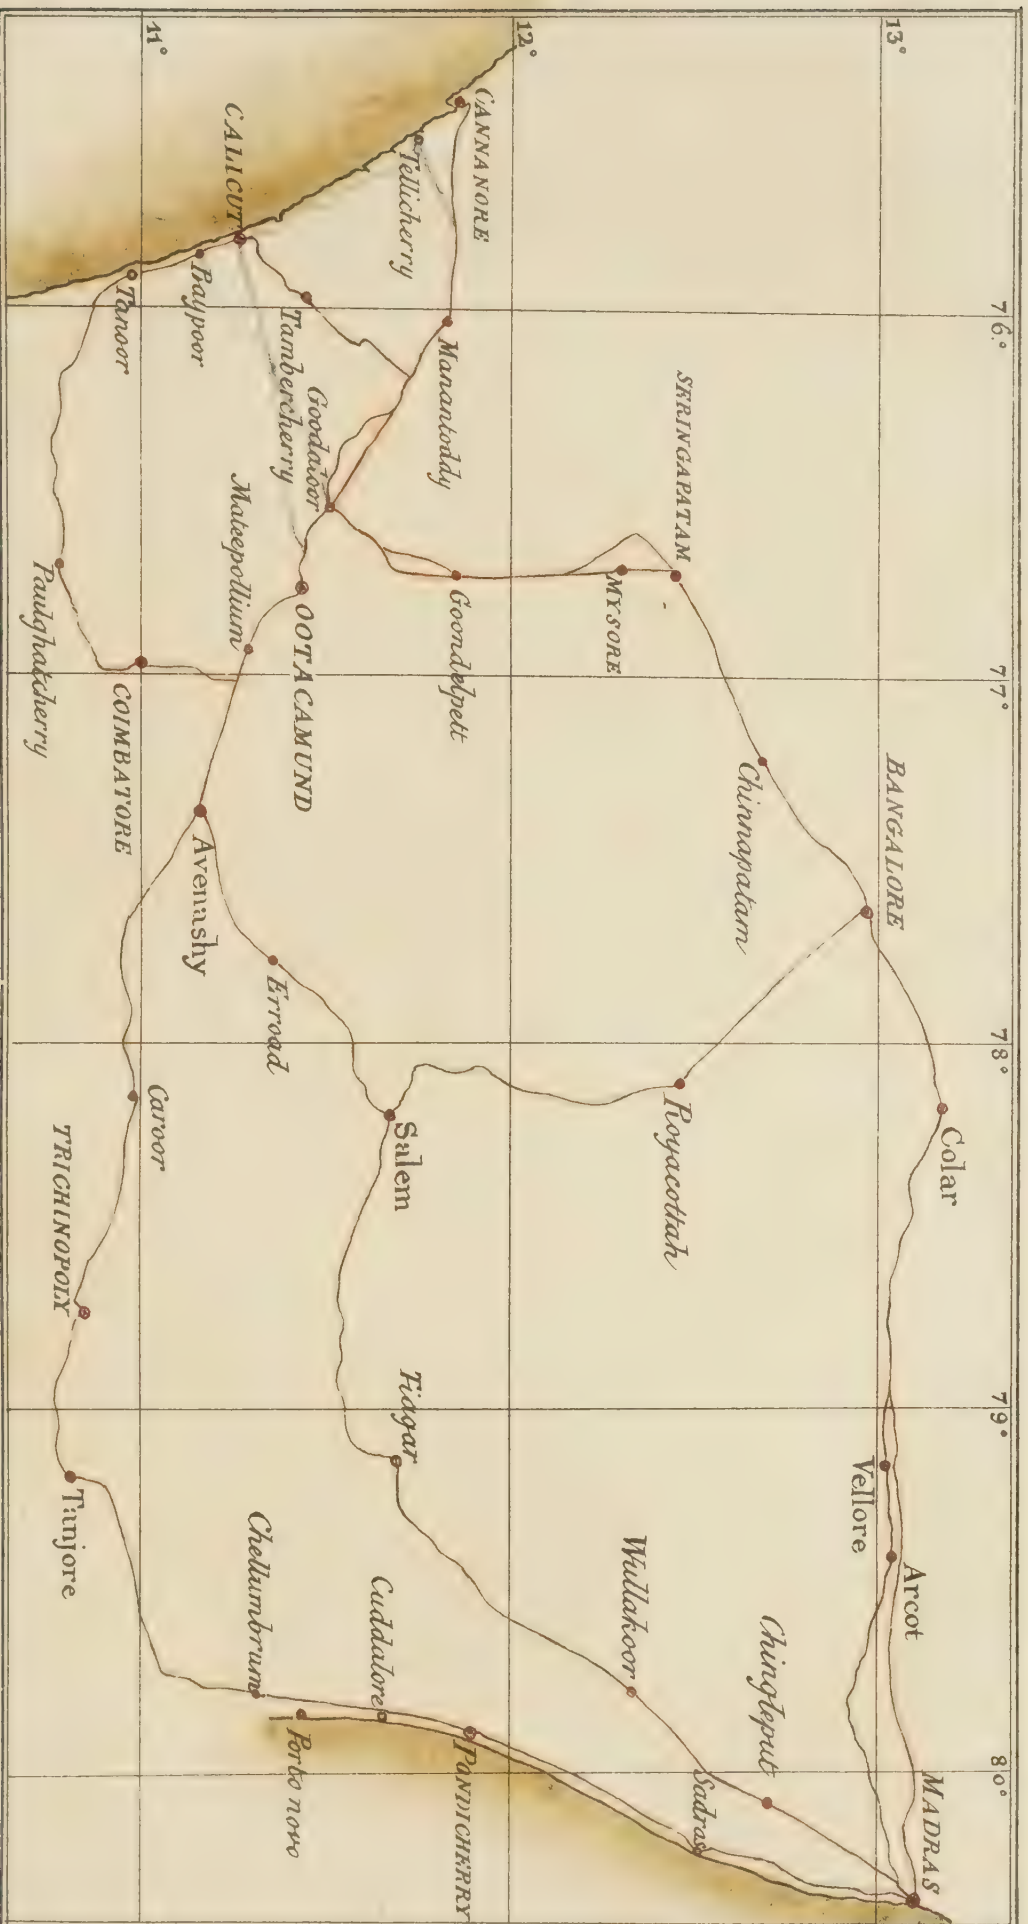 76.°
77°
78°
79°
80°
13°
12°
11°
CANNANORE
Tellicherry
CALICUT
Baypoor
Tanoor
Tambercherry
Manantoddy
Goodaloor
Mateepollium
OOTACAMUND
Goondelpett
MYSORE
SERINGAPATAM
Chinnapatam
BANGALORE
Colar
Royacottah
Paulghatcherry
COIMBATORE
Avenashy
Erroad
Salem
Caroor
TRICHINOPOLY
Tanjore
Tiagar
Vellore
Arcot
Wullakoor
Chingleput
MADRAS
Sadras
PONDICHERRY
Cuddalore
Chellumbrum
Porto novo